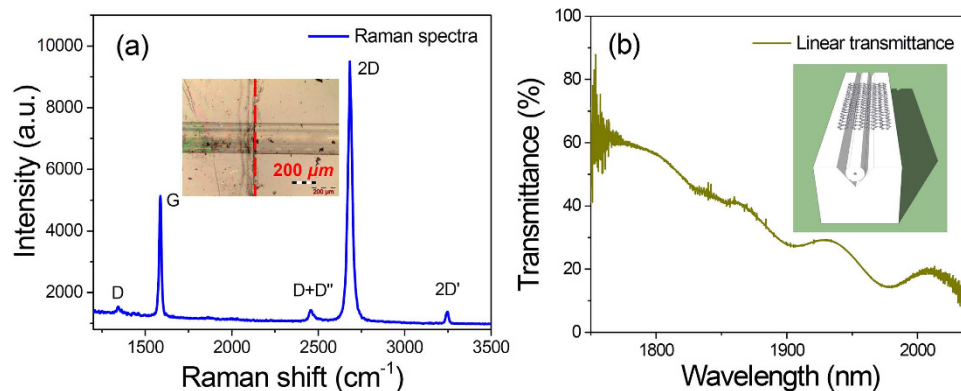 (a)
Raman spectra
Intensity (a.u.)
10000
8000
6000
4000
2000
D
G
D+D"
2D
2D'
200 μm
200 μm
1500
2000
2500
3000
3500
Raman shift (cm⁻¹)
(b)
Linear transmittance
Transmittance (%)
100
80
60
40
20
0
1800
1900
2000
Wavelength (nm)